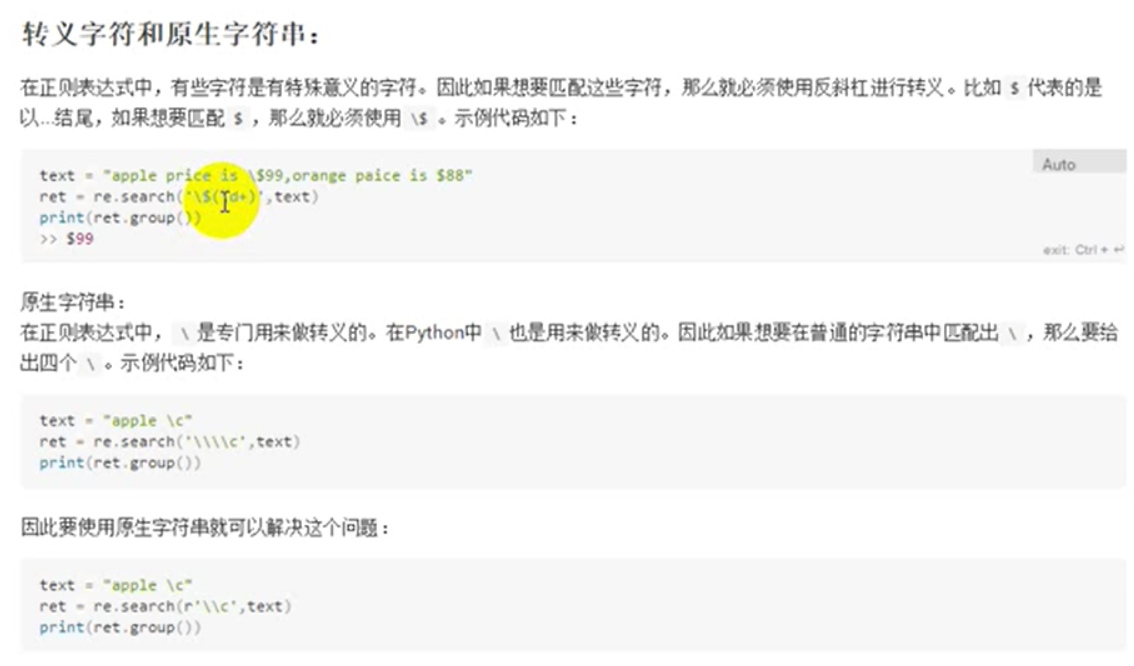 转义字符和原生字符串：
在正则表达式中，有些字符是有特殊意义的字符。因此如果想要匹配这些字符，那么就必须使用反斜杠进行转义。比如 $ 代表的是
以...结尾，如果想要匹配 $ ，那么就必须使用 \$ 。示例代码如下：
text = "apple price is \$99,orange paice is $88"
Auto
ret = re.search('\$(\d+)',text)
print(ret.group())
>> $99
exit: Ctrl + ↵
原生字符串：
在正则表达式中， \ 是专门用来做转义的。在Python中 \ 也是用来做转义的。因此如果想要在普通的字符串中匹配出 \ ，那么要给
出四个 \ 。示例代码如下：
text = "apple \c"
ret = re.search('\\\\c',text)
print(ret.group())
因此要使用原生字符串就可以解决这个问题：
text = "apple \c"
ret = re.search(r'\\c',text)
print(ret.group())